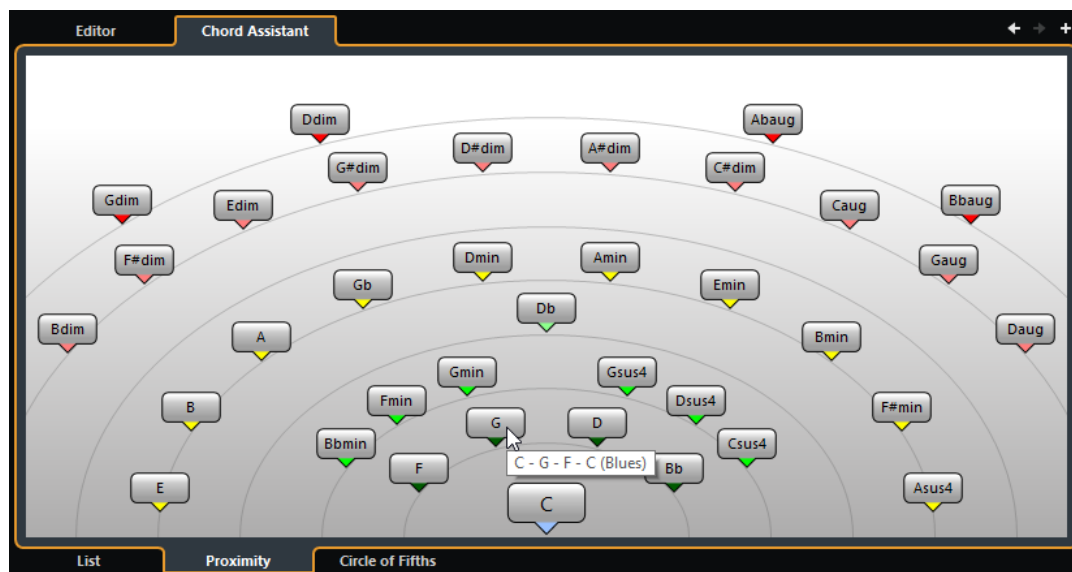 Editor
Chord Assistant
Ddim
Abaug
D#dim
A#dim
G#dim
C#dim
Gdim
Edim
Caug
Bbaug
F#dim
Dmin
Amin
Gaug
Gb
Emin
Db
Bdim
A
Bmin
Daug
Gmin
Gsus4
Fmin
Dsus4
B
F#min
G
D
Bbmin
Csus4
C - G - F - C (Blues)
F
Bb
E
Asus4
C
List
Proximity
Circle of Fifths